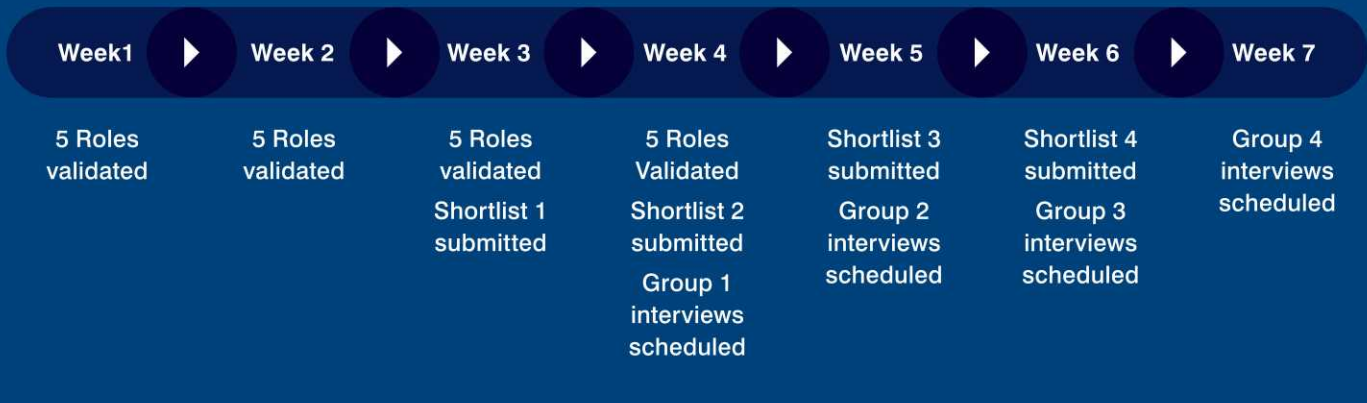 Week1
Week 2
Week 3
Week 4
Week 5
Week 6
Week 7
5 Roles
validated
5 Roles
validated
5 Roles
validated
Shortlist 1
submitted
5 Roles
Validated
Shortlist 2
submitted
Group 1
interviews
scheduled
Shortlist 3
submitted
Group 2
interviews
scheduled
Shortlist 4
submitted
Group 3
interviews
scheduled
Group 4
interviews
scheduled